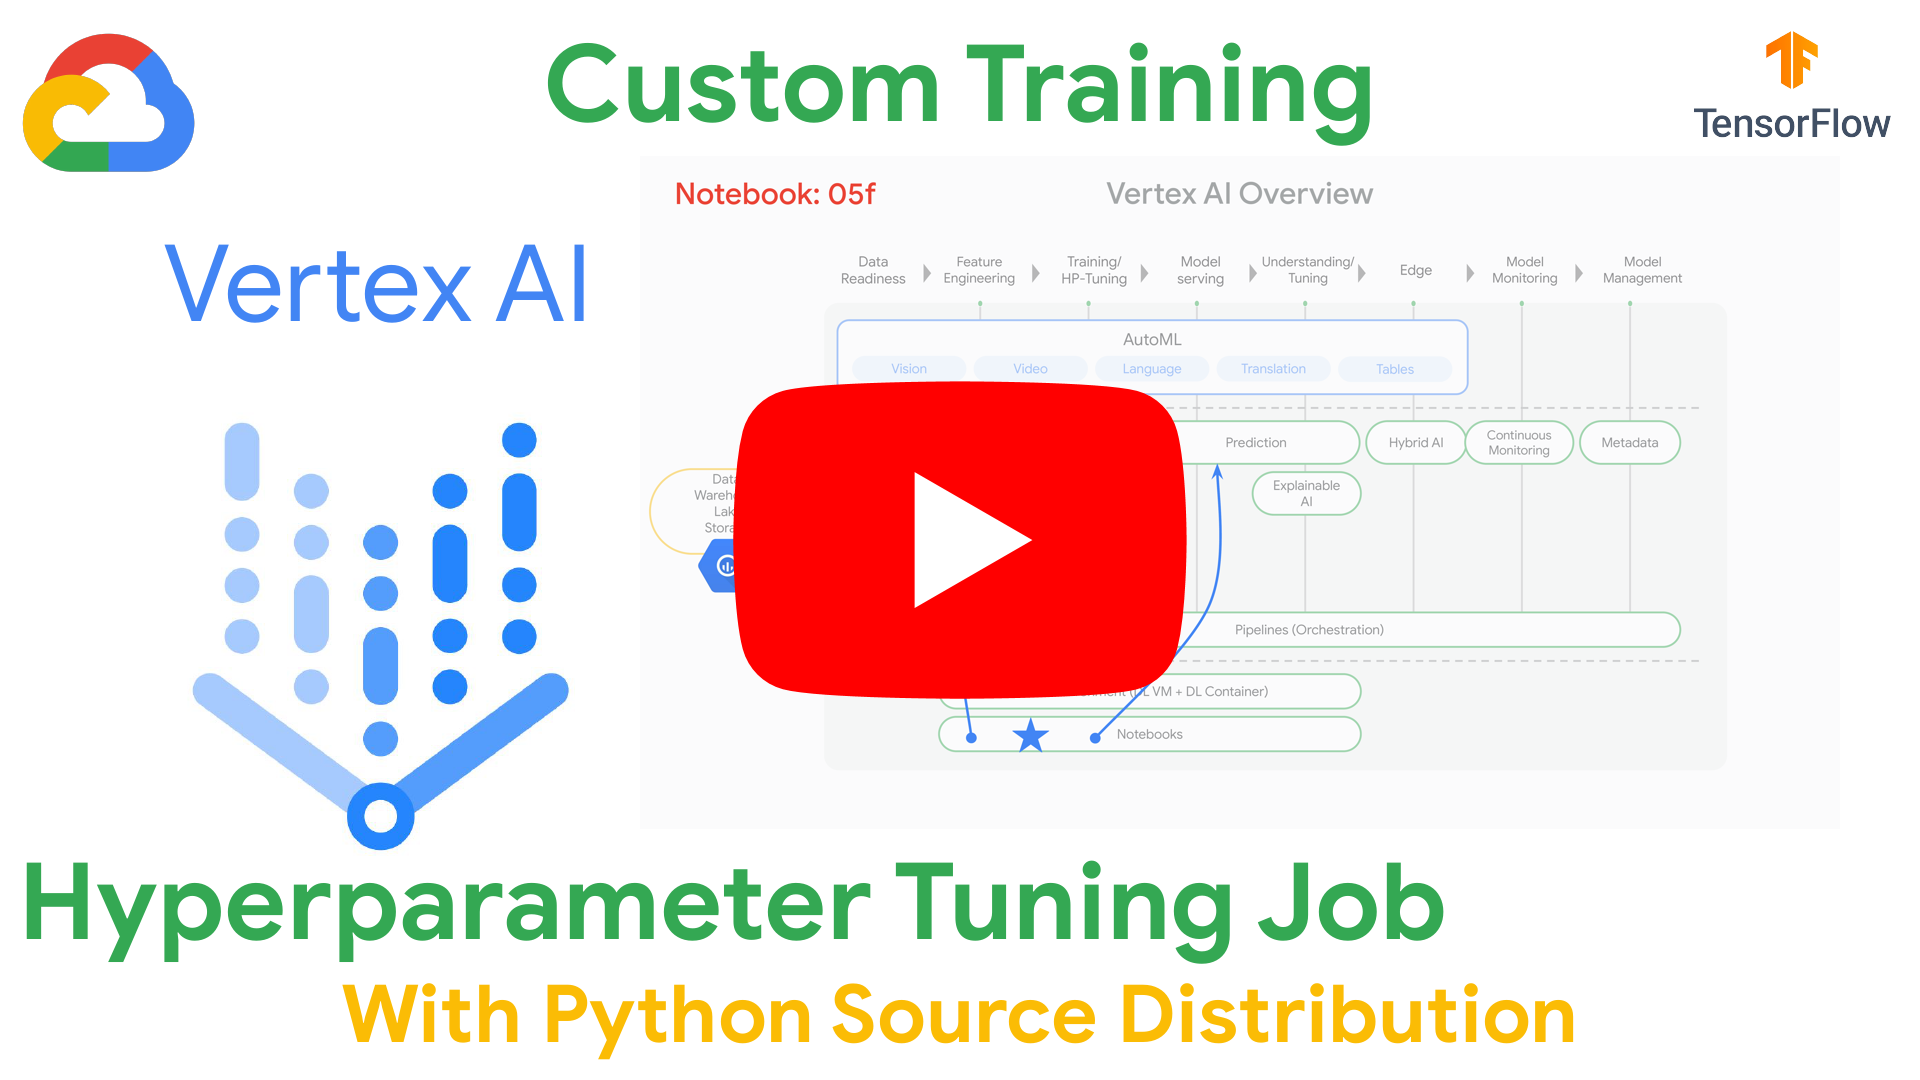 Custom Training
TensorFlow
Notebook: 05f
Vertex AI Overview
Vertex AI
Data
Readiness
Feature
Engineering
Training/
HP-Tuning
Model
serving
Understanding/
Tuning
Edge
Model
Monitoring
Model
Management
AutoML
Vision
Video
Language
Translation
Tables
Prediction
Hybrid AI
Continuous
Monitoring
Metadata
Explainable
AI
Pipelines (Orchestration)
VM + DL Container)
Notebooks
Hyperparameter Tuning Job
With Python Source Distribution